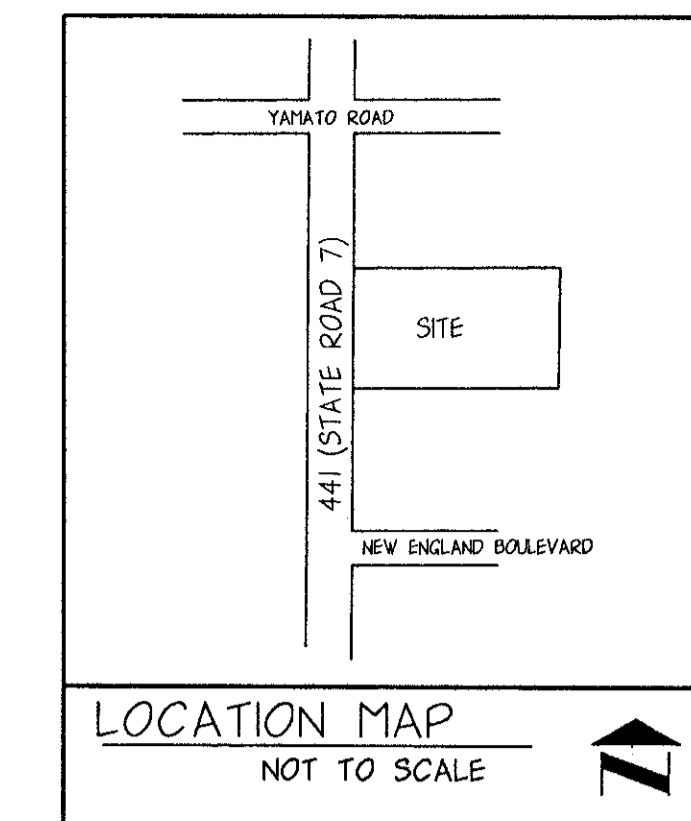 YAMATO ROAD
441 (STATE ROAD 7)
SITE
NEW ENGLAND BOULEVARD
LOCATION MAP
NOT TO SCALE
N